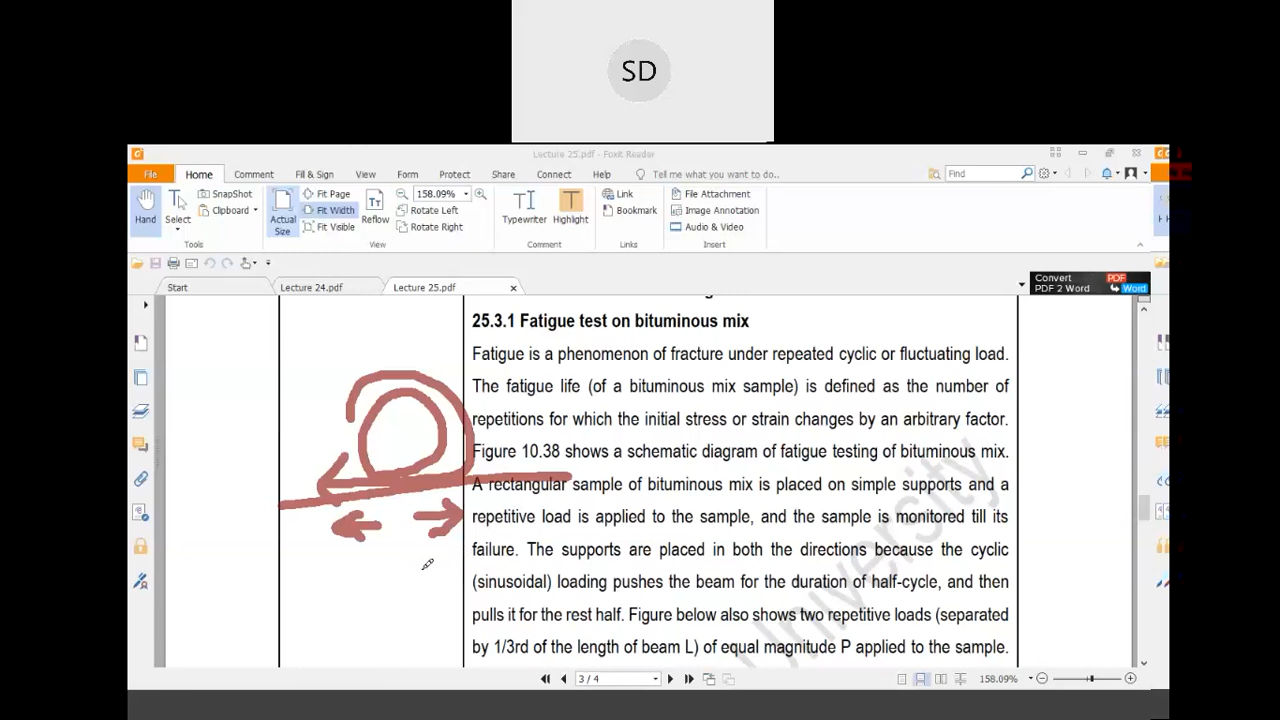 SD
Lecture 25.pdf - Foxit Reader
File Home Comment Fill & Sign View Form Protect Share Connect Help Tell me what you want to do.. Find
Hand Select SnapShot Clipboard Actual Size Fit Page Fit Width Fit Visible Reflow 158.09% Rotate Left Rotate Right Typewriter Highlight Link Bookmark File Attachment Image Annotation Audio & Video
Tools View Comment Links Insert
Start Lecture 24.pdf Lecture 25.pdf Convert PDF 2 Word PDF Word
25.3.1 Fatigue test on bituminous mix
Fatigue is a phenomenon of fracture under repeated cyclic or fluctuating load.
The fatigue life (of a bituminous mix sample) is defined as the number of
repetitions for which the initial stress or strain changes by an arbitrary factor.
Figure 10.38 shows a schematic diagram of fatigue testing of bituminous mix.
A rectangular sample of bituminous mix is placed on simple supports and a
repetitive load is applied to the sample, and the sample is monitored till its
failure. The supports are placed in both the directions because the cyclic
(sinusoidal) loading pushes the beam for the duration of half-cycle, and then
pulls it for the rest half. Figure below also shows two repetitive loads (separated
by 1/3rd of the length of beam L) of equal magnitude P applied to the sample.
University
3 / 4 158.09%